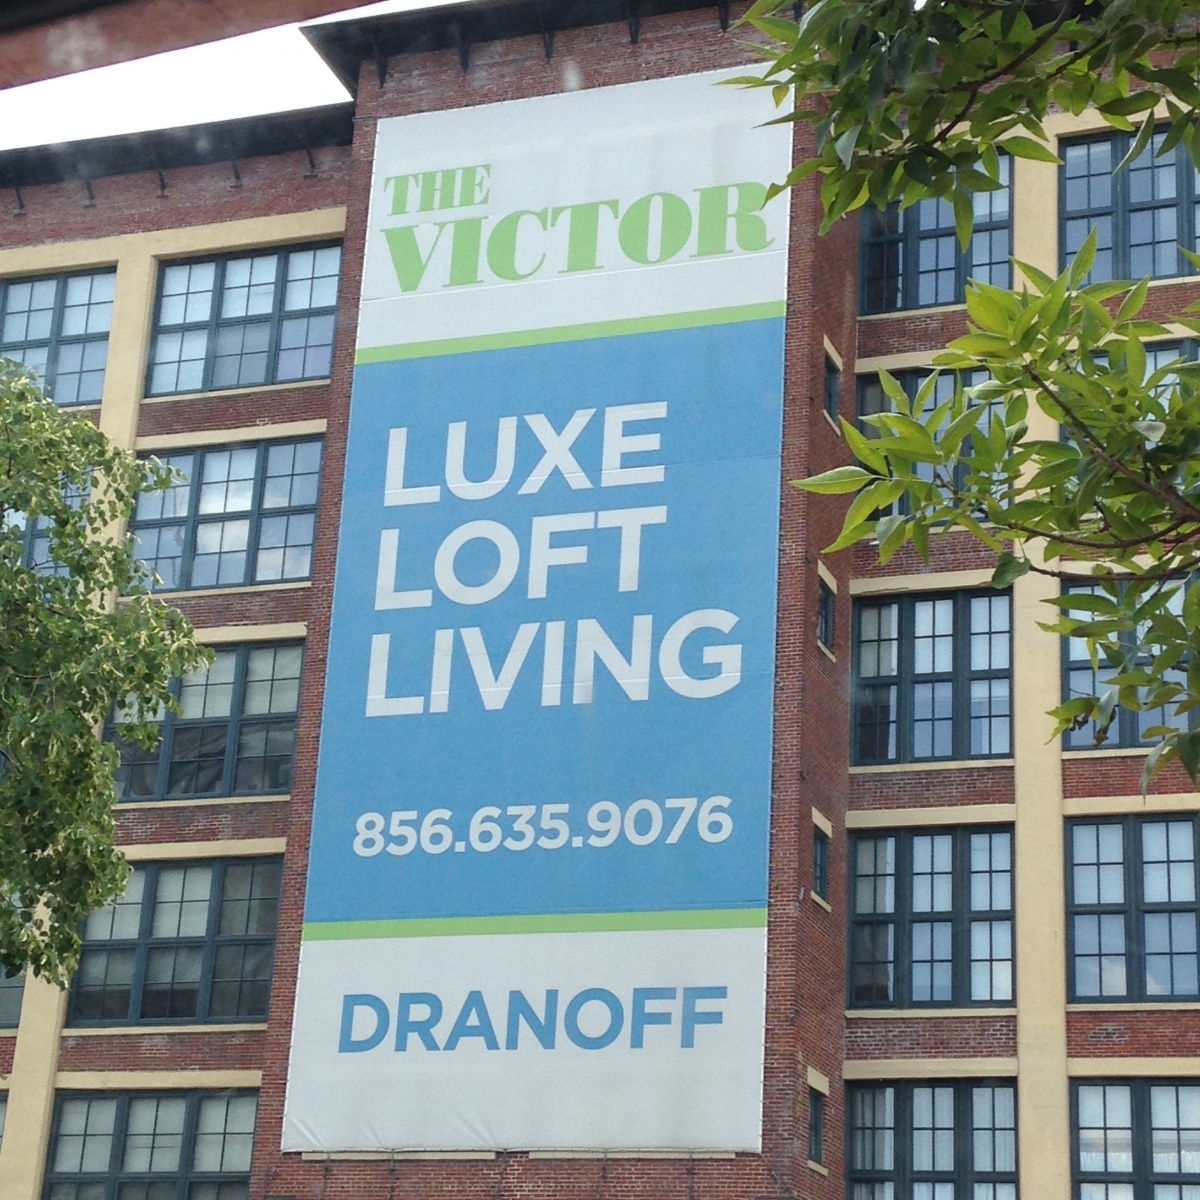 THE
VICTOR
LUXE
LOFT
LIVING
856.635.9076
DRANOFF